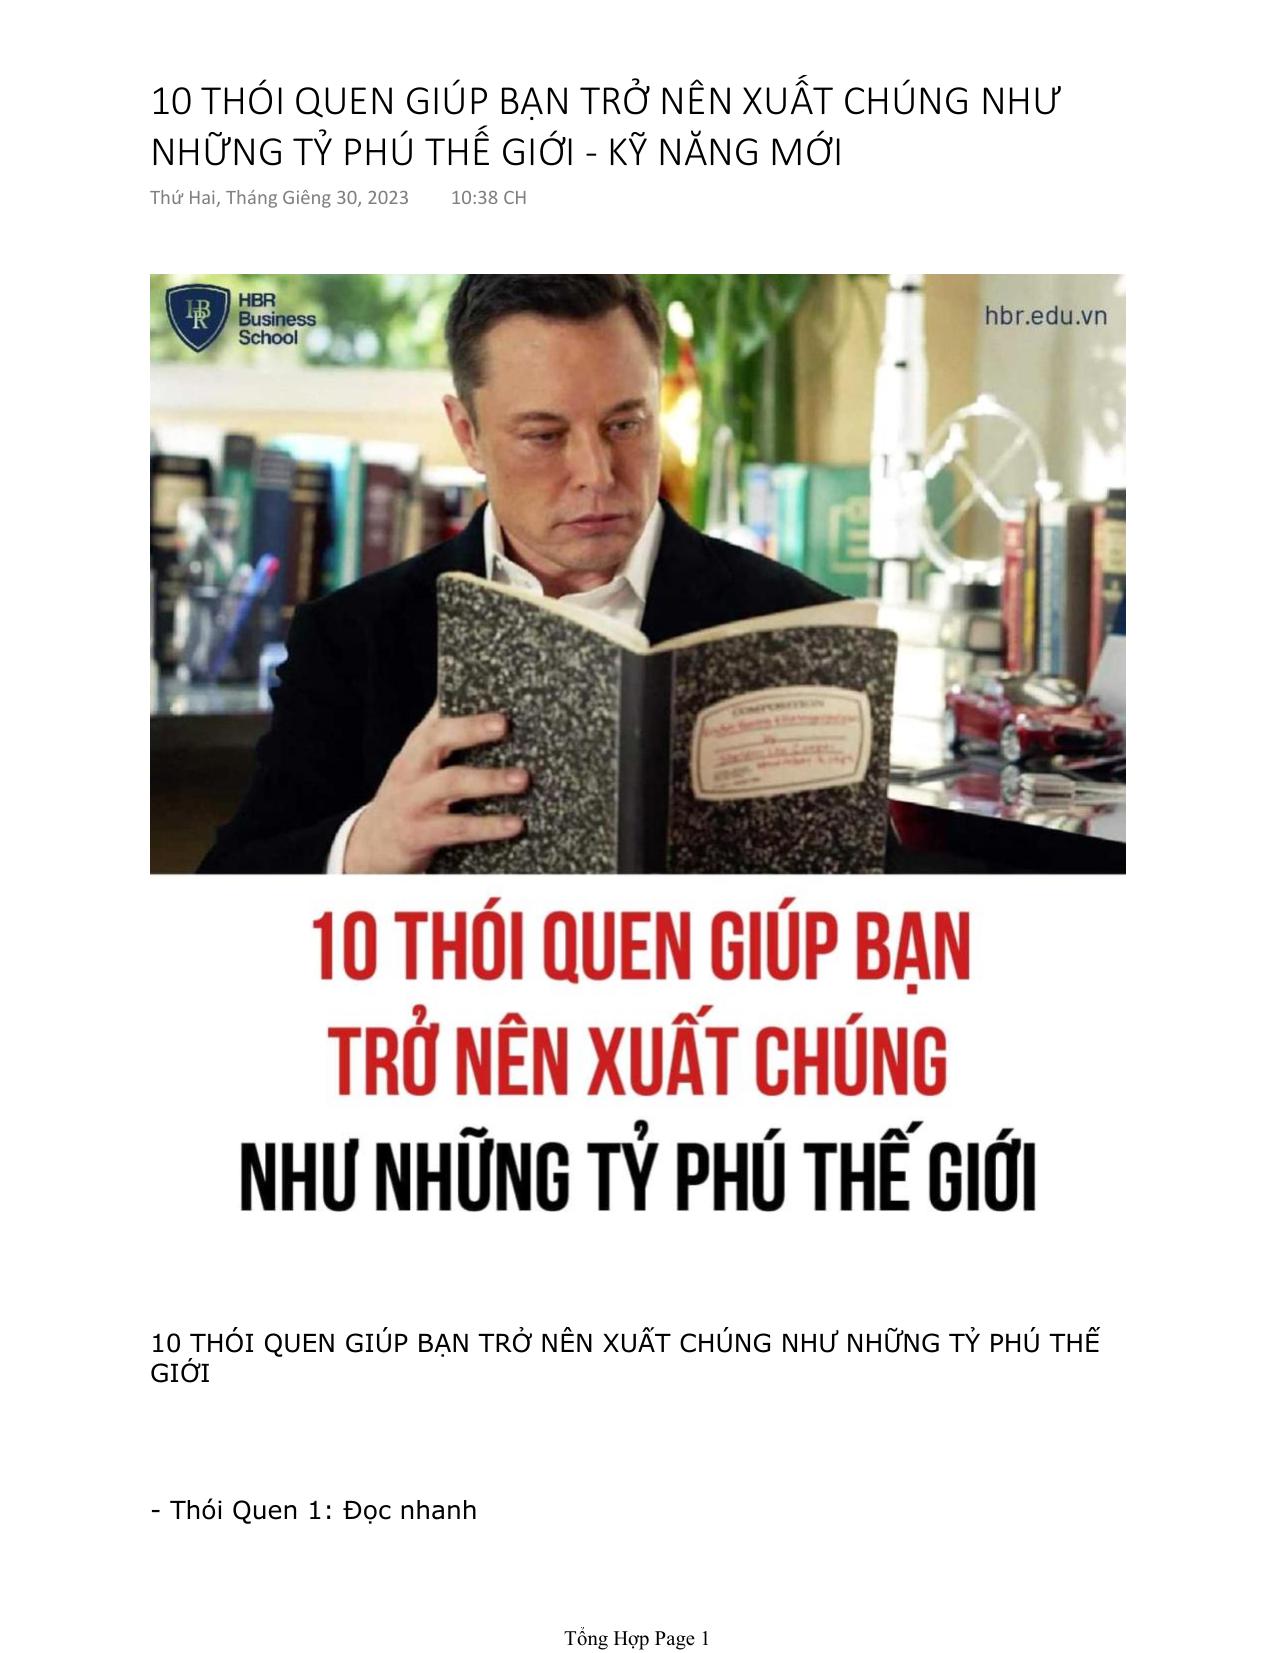 10 THÓI QUEN GIÚP BẠN TRỞ NÊN XUẤT CHÚNG NHƯ
NHỮNG TỶ PHÚ THẾ GIỚI - KỸ NĂNG MỚI
Thứ Hai, Tháng Giêng 30, 2023 10:38 CH
HBR
Business
School
hbr.edu.vn
COMPOSITION
10 THÓI QUEN GIÚP BẠN
TRỞ NÊN XUẤT CHÚNG
NHƯ NHỮNG TỶ PHÚ THẾ GIỚI
10 THÓI QUEN GIÚP BẠN TRỞ NÊN XUẤT CHÚNG NHƯ NHỮNG TỶ PHÚ THẾ
GIỚI
- Thói Quen 1: Đọc nhanh
Tổng Hợp Page 1